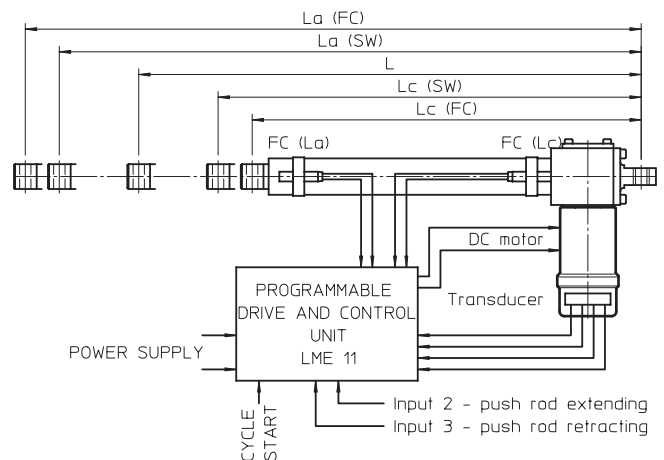 La (FC)
La (SW)
L
Lc (SW)
Lc (FC)
FC (La)
FC (Lc)
DC motor
Transducer
PROGRAMMABLE
DRIVE AND CONTROL
UNIT
LME 11
POWER SUPPLY
CYCLE
START
Input 2 - push rod extending
Input 3 - push rod retracting